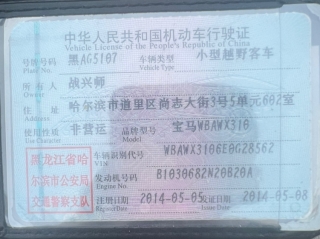 中华人民共和国机动车行驶证
Vehicle License of the People's Republic of China
号牌号码 黑AG5107 车辆类型 小型越野客车
Plate No. Vehicle Type
所有人 战兴师
Owner
住址 哈尔滨市道里区尚志大街3号5单元602室
Address
使用性质 非营运 品牌型号 宝马WBAWX310
Use Character
黑龙江省哈
尔滨市公安局
交通警察支队
车辆识别代号 WBAWX3106E0G28562
VIN
发动机号码 B1030682N20B20A
Engine No.
注册日期 2014-05-05 发证日期 2014-05-08